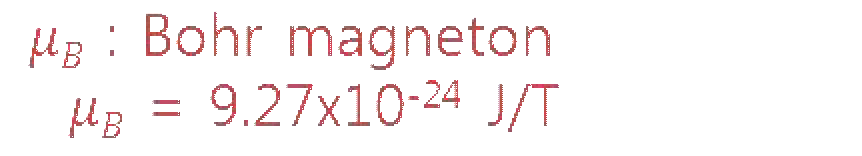 μB : Bohr magneton
μB = 9.27x10-24 J/T